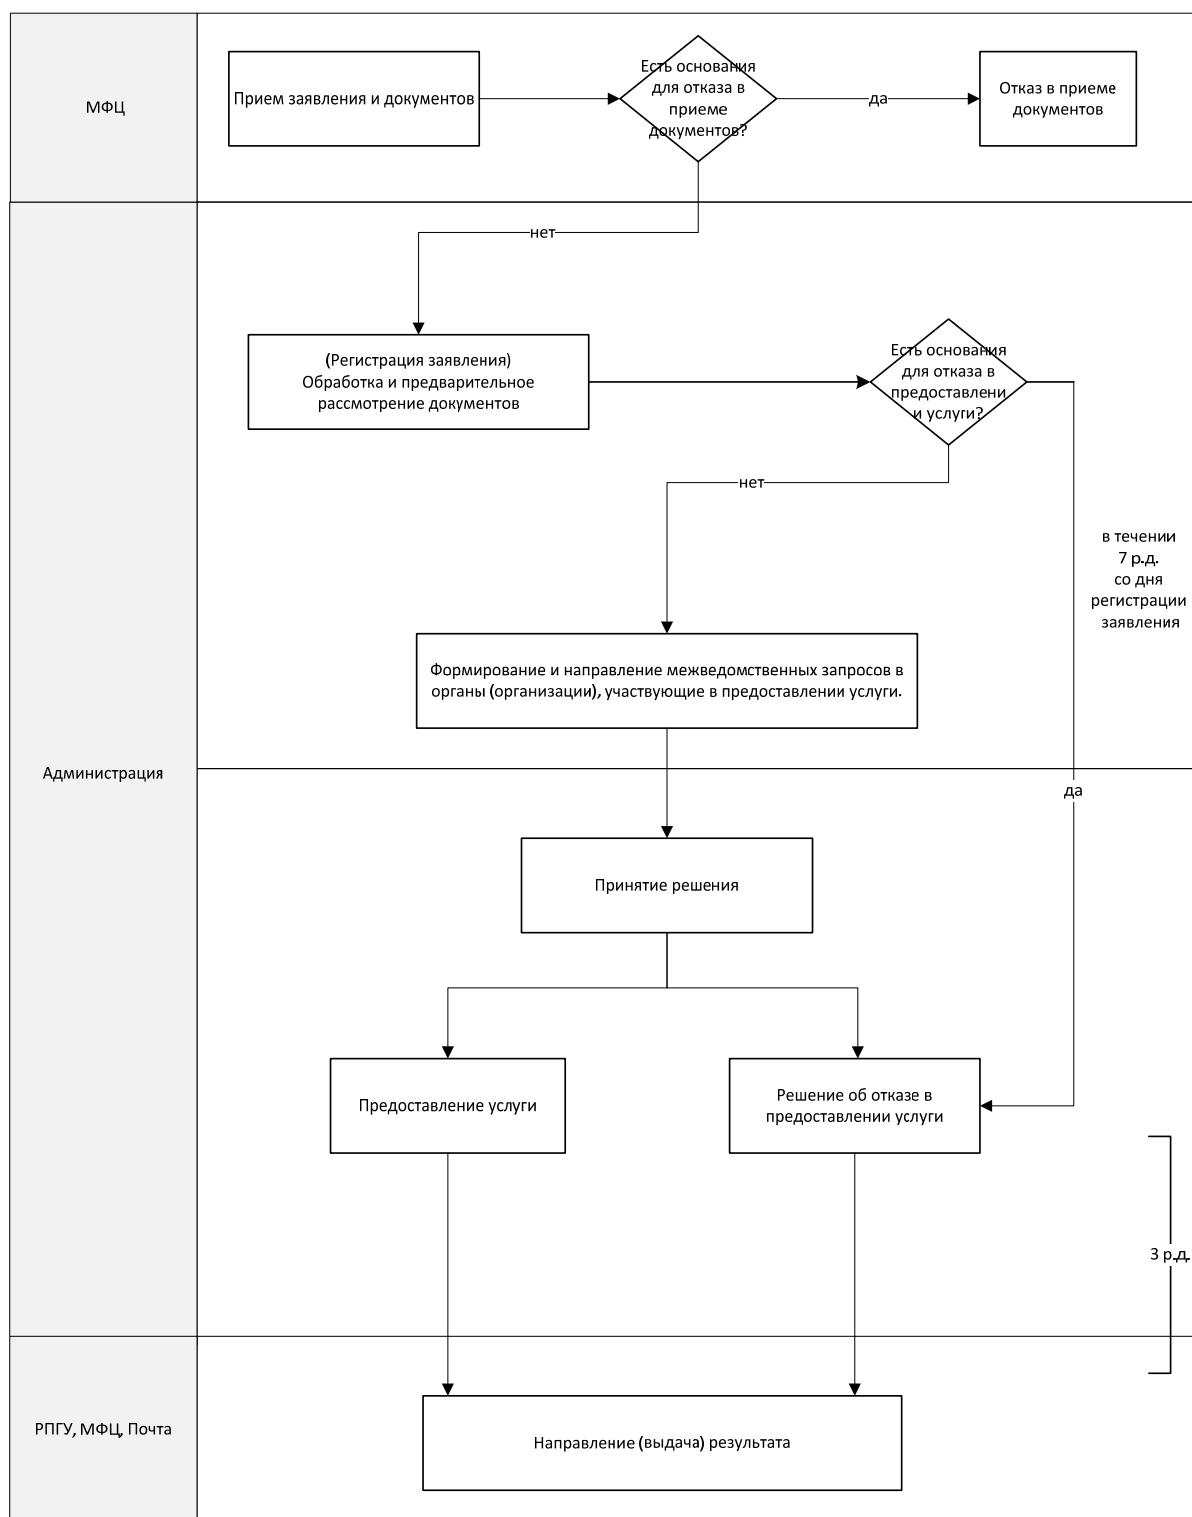 МФЦ
Прием заявления и документов
Есть основания
для отказа в
приеме
документов?
да
Отказ в приеме
документов
нет
Администрация
(Регистрация заявления)
Обработка и предварительное
рассмотрение документов
Есть основания
для отказа в
предоставлени
и услуги?
нет
в течении
7 р.д.
со дня
регистрации
заявления
Формирование и направление межведомственных запросов в
органы (организации), участвующие в предоставлении услуги.
да
Принятие решения
Предоставление услуги
Решение об отказе в
предоставлении услуги
3 р.д.
РПГУ, МФЦ, Почта
Направление (выдача) результата